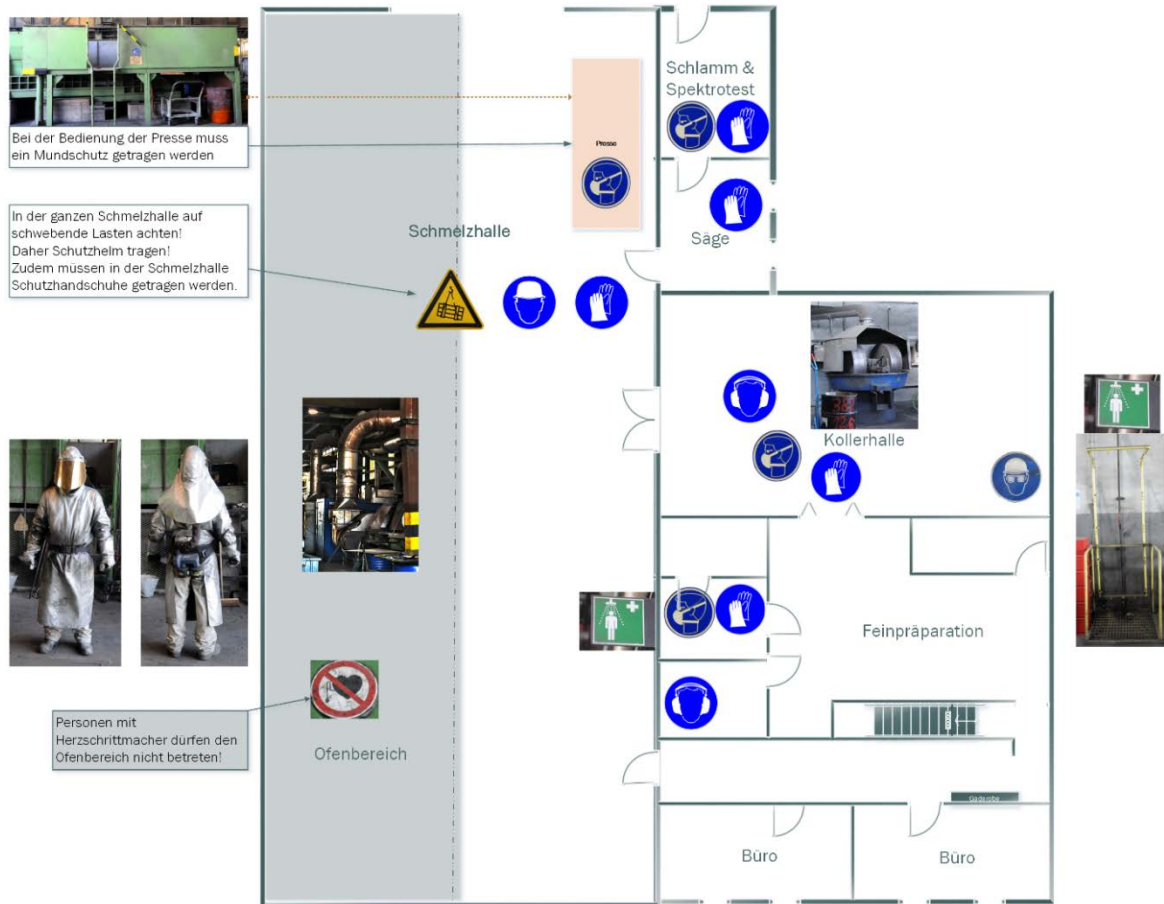 Bei der Bedienung der Presse muss
ein Mundschutz getragen werden
In der ganzen Schmelzhalle auf
schwebende Lasten achten!
Daher Schutzhelm tragen!
Zudem müssen in der Schmelzhalle
Schutzhandschuhe getragen werden.
Personen mit
Herzschrittmacher dürfen den
Ofenbereich nicht betreten!
Schmelzhalle
Ofenbereich
Presse
Schlamm &
Spektrotest
Säge
Kollerhalle
Feinpräparation
Büro
Büro